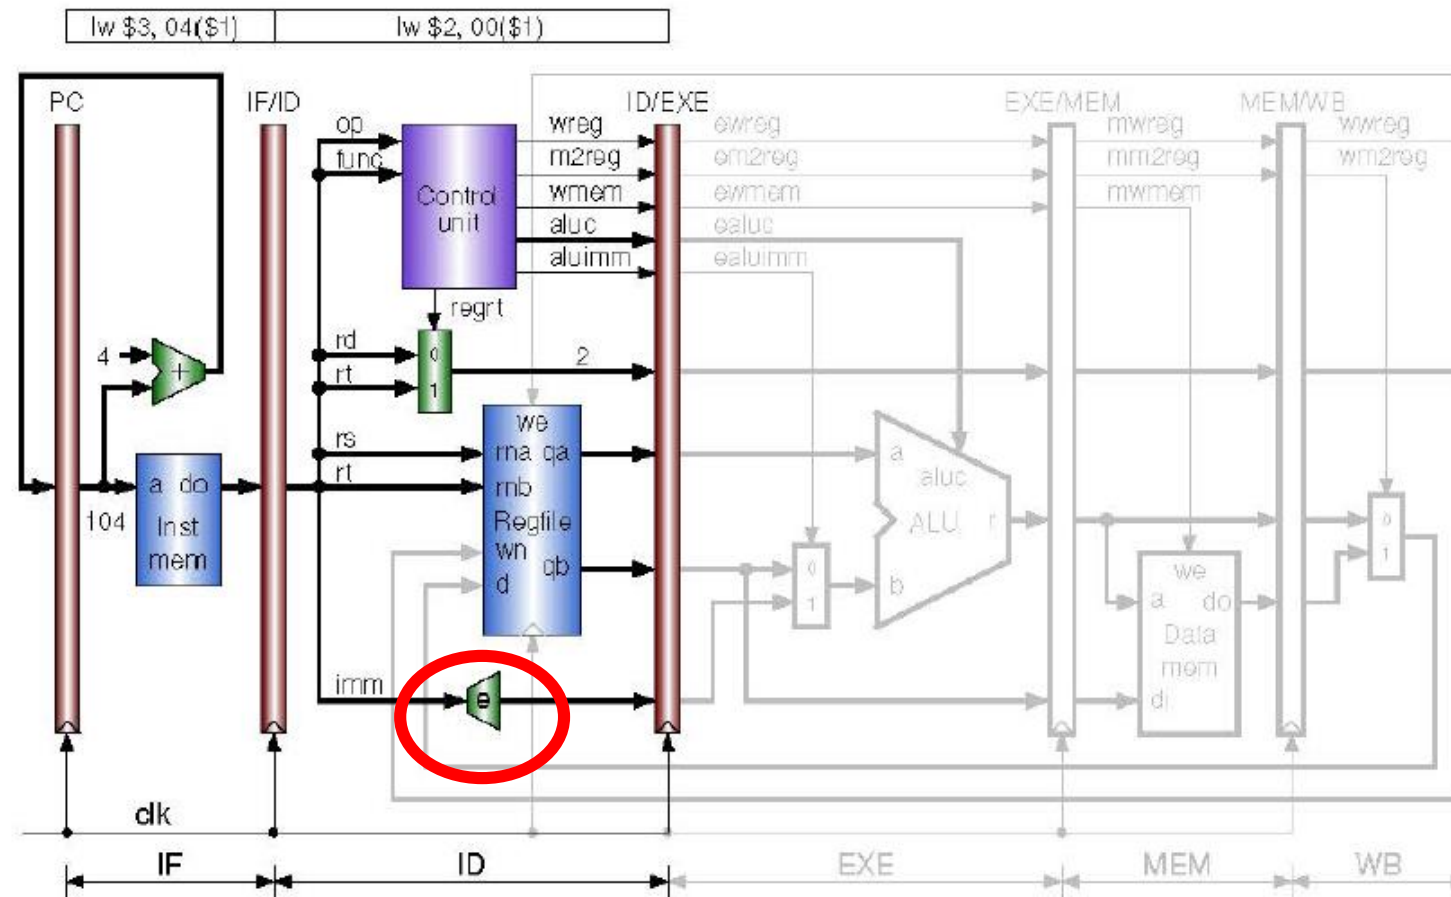 lw $3, 04($1) lw $2, 00($1)
PC IF/ID ID/EXE EXE/MEM MEM/WB
op wreg ewreg mwreg wwreg
func m2reg em2reg mm2reg wm2reg
Control unit
wmem ewmem mwmem
aluc ealuc
aluimm ealuimm
regrt
rd 0
rt 1
2
4 +
we
rs rna qa
rt rnb
Regfile
wn qb
d
a do
104 Inst
mem
a aluc
ALU r
b
0
1
0
1
we
a do
Data
mem
di
imm e
clk
IF ID EXE MEM WB